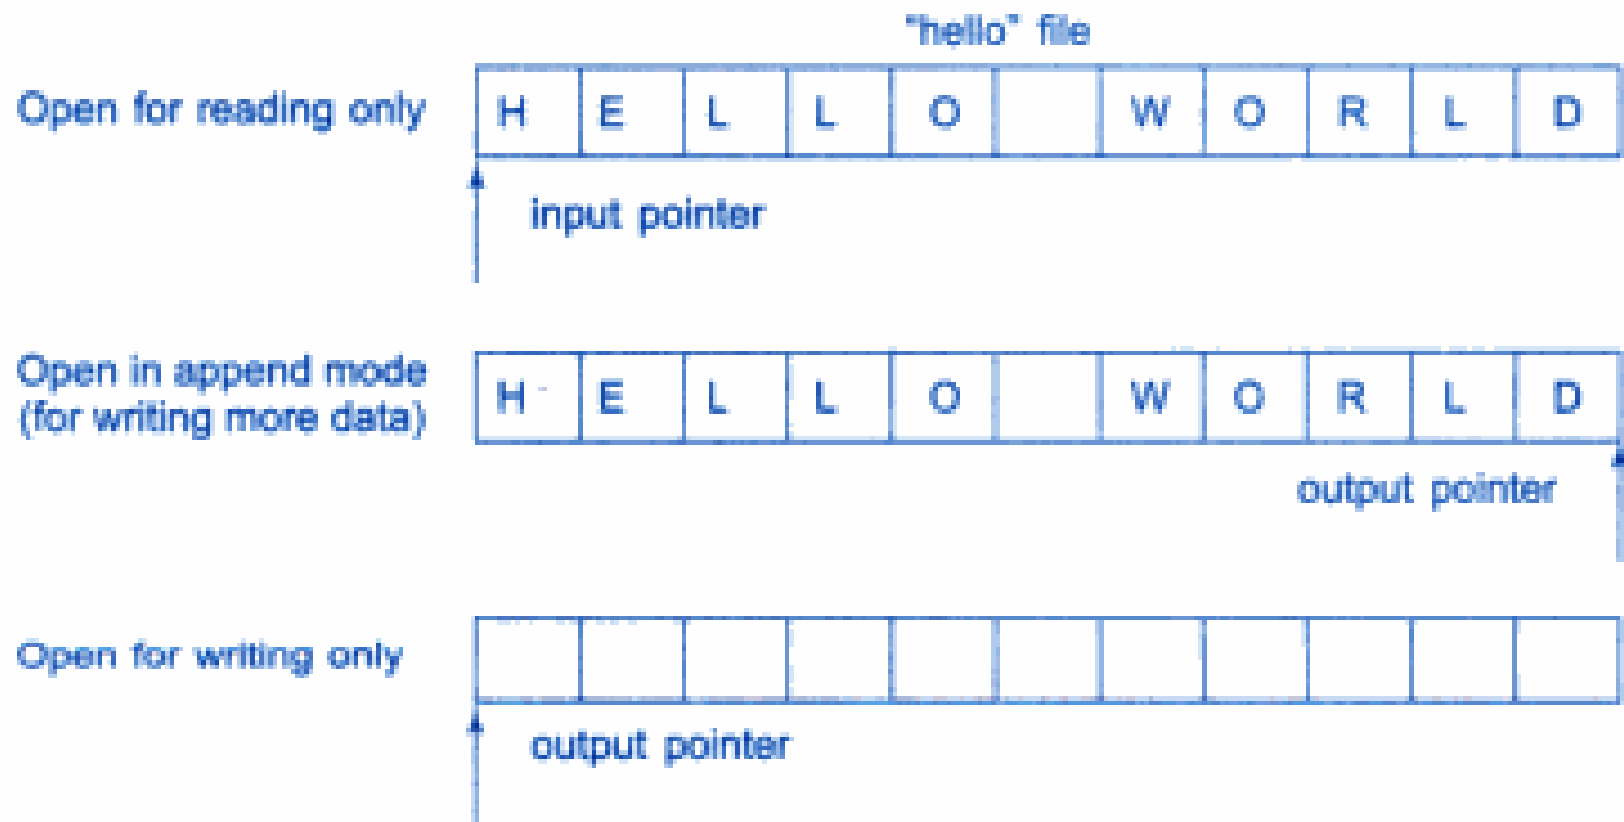 "hello" file
Open for reading only
H E L L O W O R L D
input pointer
Open in append mode
(for writing more data)
H E L L O W O R L D
output pointer
Open for writing only
output pointer